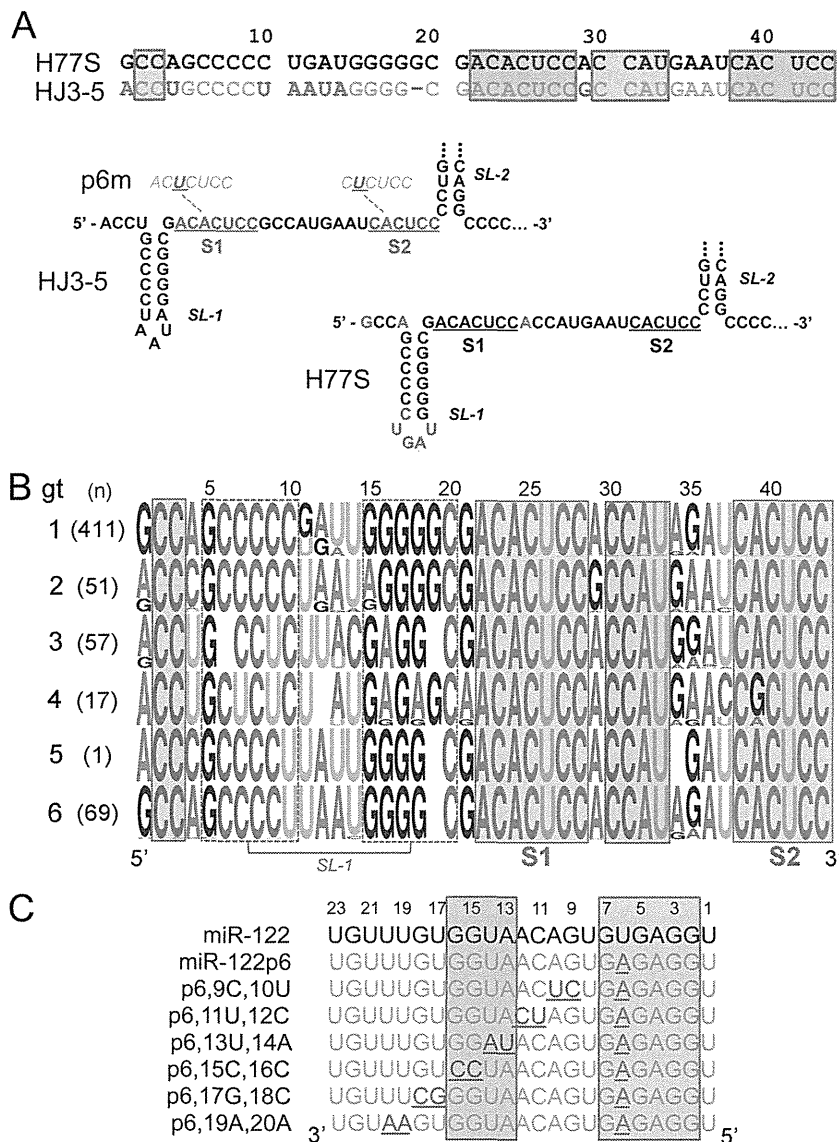 A
10 20 30 40
H77S GCCAGCCCCC UGAUGGGGGC GACACUCCAC CAUGAAUCAC UCC
HJ3-5 ACCUGCCCCU AAUAGGGG-C GACACUCCGC CAUGAAUCAC UCC
p6m ACUCUCC CUCUCC
SL-2
5' - ACCU GACACUCCGCCAUGAAUCACUCC CCCC... -3'
S1 S2
HJ3-5
SL-1
SL-2
5' - GCCA GACACUCCACCAUGAAUCACUCC CCCC... -3'
S1 S2
H77S
SL-1
B gt (n) 5 10 15 20 25 30 35 40
1 (411)
2 (51)
3 (57)
4 (17)
5 (1)
6 (69)
5' SL-1 S1 S2 3
C
23 21 19 17 15 13 11 9 7 5 3 1
miR-122 UGUUUGUGGUAACAGUGUGAGGU
miR-122p6 UGUUUGUGGUAACAGUGAGAGGU
p6,9C,10U UGUUUGUGGUAACUCUGAGAGGU
p6,11U,12C UGUUUGUGGUACUAGUGAGAGGU
p6,13U,14A UGUUUGUGGAUACAGUGAGAGGU
p6,15C,16C UGUUUGUCCUAACAGUGAGAGGU
p6,17G,18C UGUUUCGGGUAACAGUGAGAGGU
p6,19A,20A UGUAAGUGGUAACAGUGAGAGGU
3' 5'